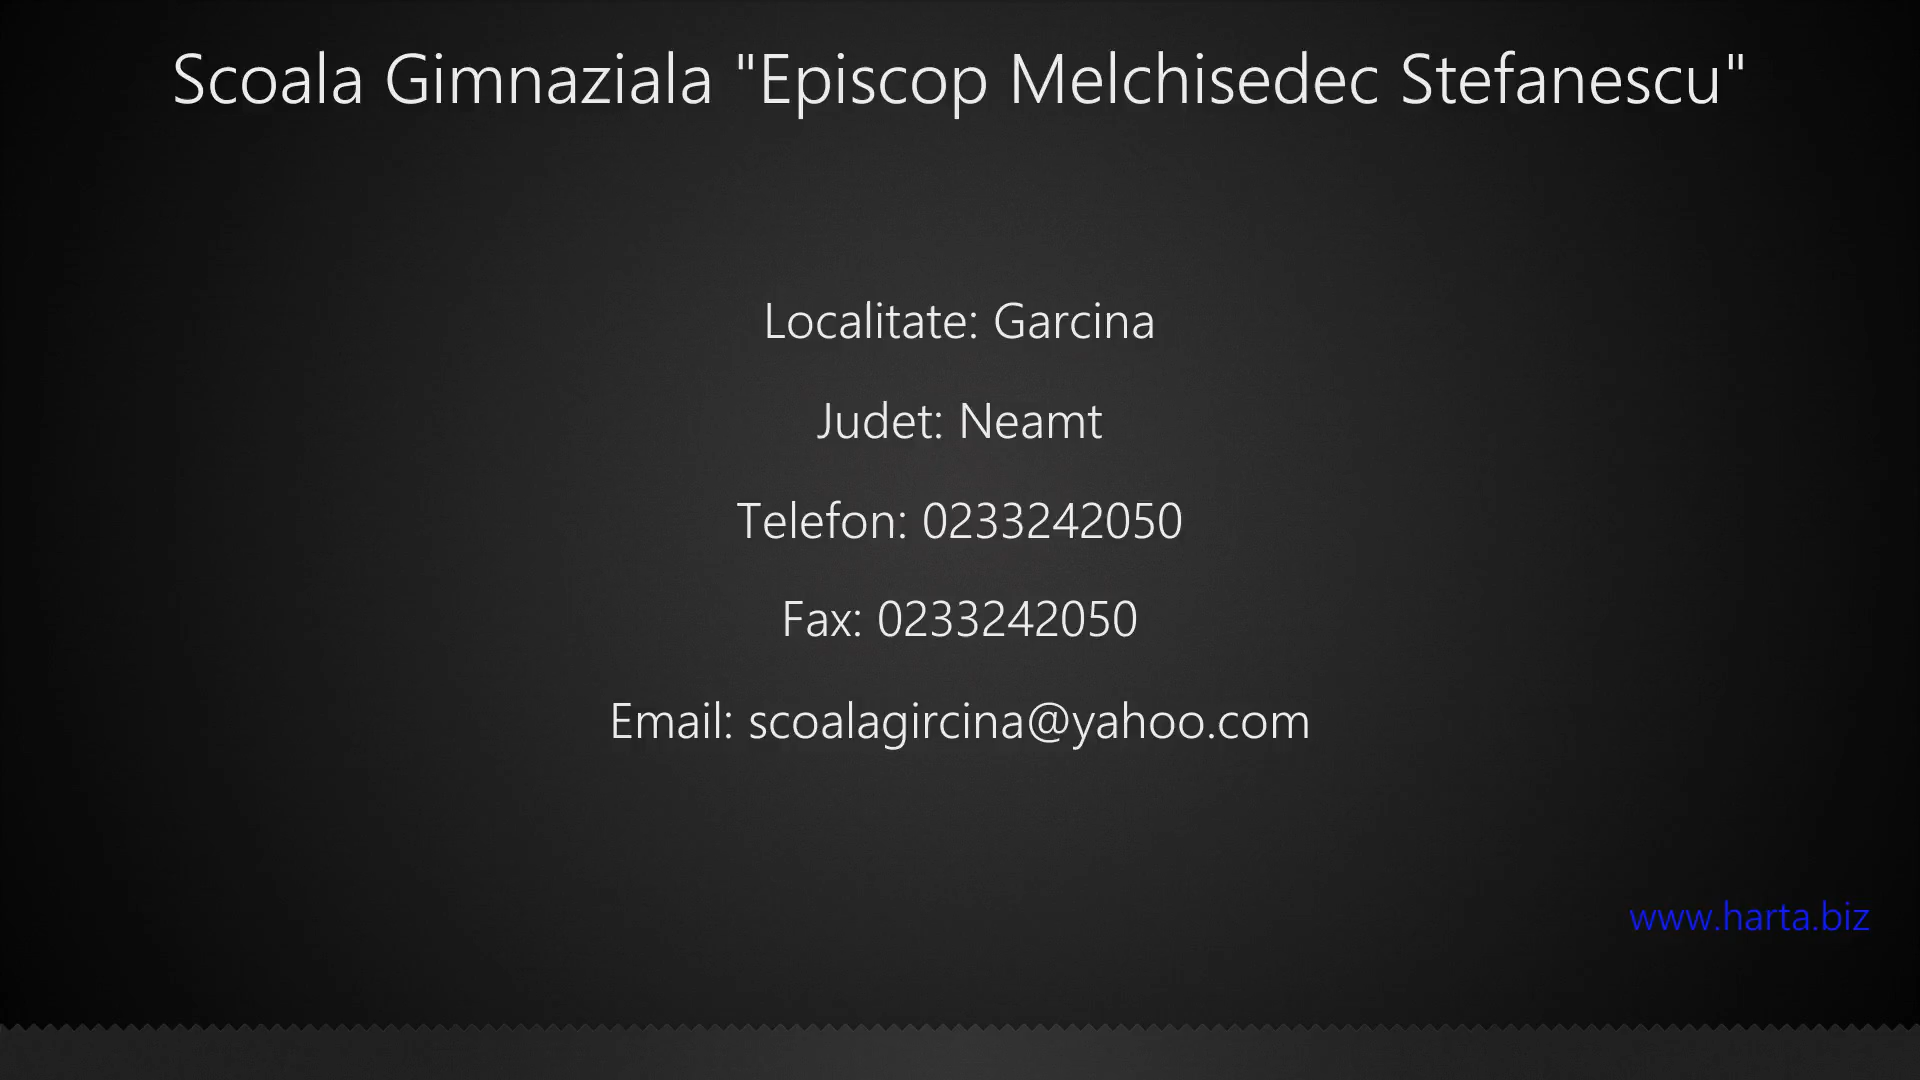 Scoala Gimnaziala "Episcop Melchisedec Stefanescu"
Localitate: Garcina
Judet: Neamt
Telefon: 0233242050
Fax: 0233242050
Email: scoalagircina@yahoo.com
www.harta.biz